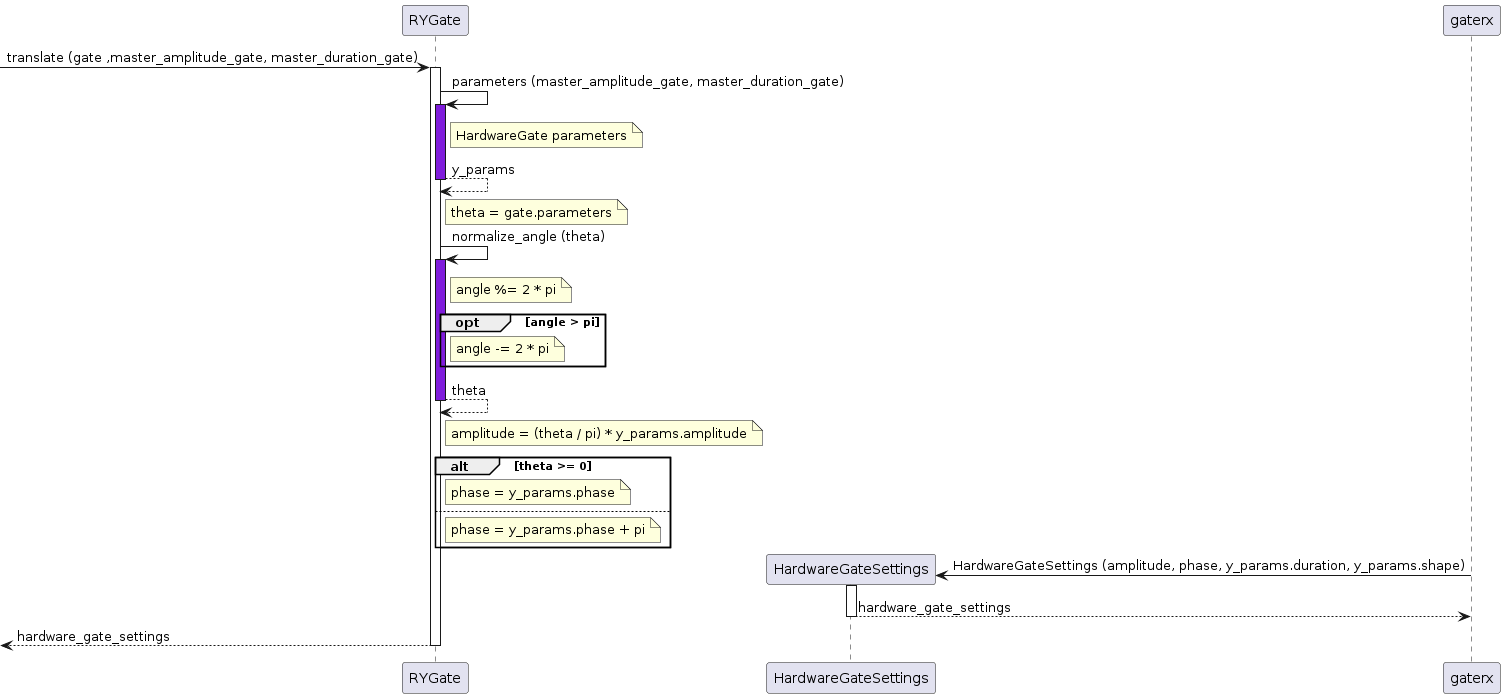 RYGate
gaterx
translate (gate ,master_amplitude_gate, master_duration_gate)
parameters (master_amplitude_gate, master_duration_gate)
HardwareGate parameters
y_params
theta = gate.parameters
normalize_angle (theta)
angle %= 2 * pi
opt
[angle > pi]
angle -= 2 * pi
theta
amplitude = (theta / pi) * y_params.amplitude
alt
[theta >= 0]
phase = y_params.phase
phase = y_params.phase + pi
HardwareGateSettings
HardwareGateSettings (amplitude, phase, y_params.duration, y_params.shape)
hardware_gate_settings
hardware_gate_settings
RYGate
HardwareGateSettings
gaterx